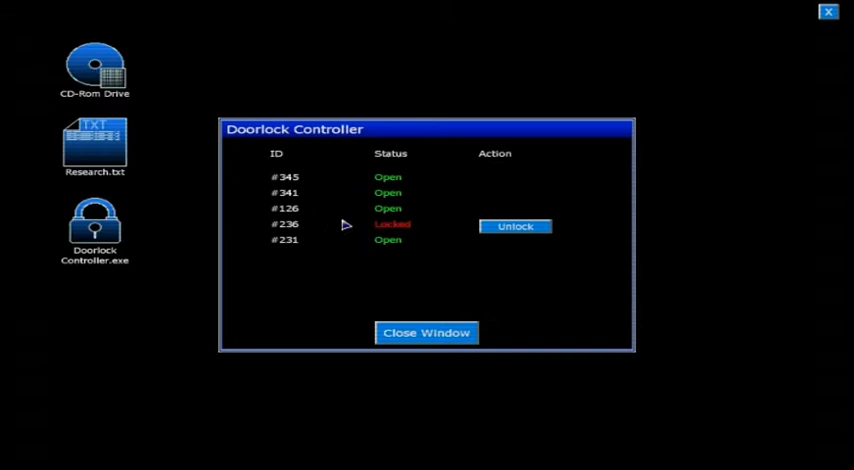 X
CD-Rom Drive
TXT
Research.txt
Doorlock
Controller.exe
Doorlock Controller
ID Status Action
#345 Open
#341 Open
#126 Open
#236 Locked Unlock
#231 Open
Close Window